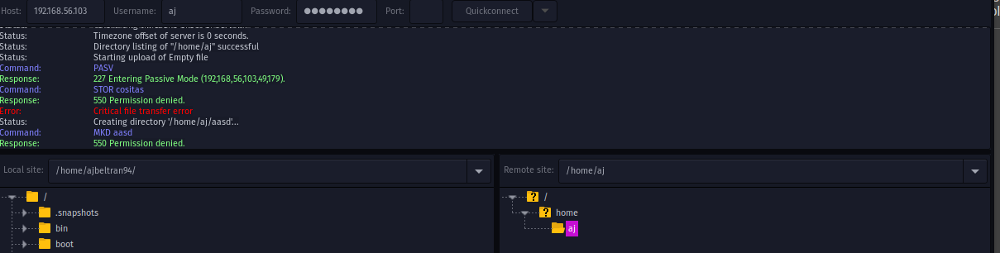 Host: 192.168.56.103 Username: aj Password: ●●●●●●●● Port: Quickconnect
Status: Timezone offset of server is 0 seconds.
Status: Directory listing of "/home/aj" successful
Status: Starting upload of Empty file
Command: PASV
Response: 227 Entering Passive Mode (192,168,56,103,49,179).
Command: STOR cositas
Response: 550 Permission denied.
Error: Critical file transfer error
Status: Creating directory '/home/aj/aasd'...
Command: MKD aasd
Response: 550 Permission denied.
Local site: /home/ajbeltran94/ Remote site: /home/aj
/ /
.snapshots home
bin aj
boot